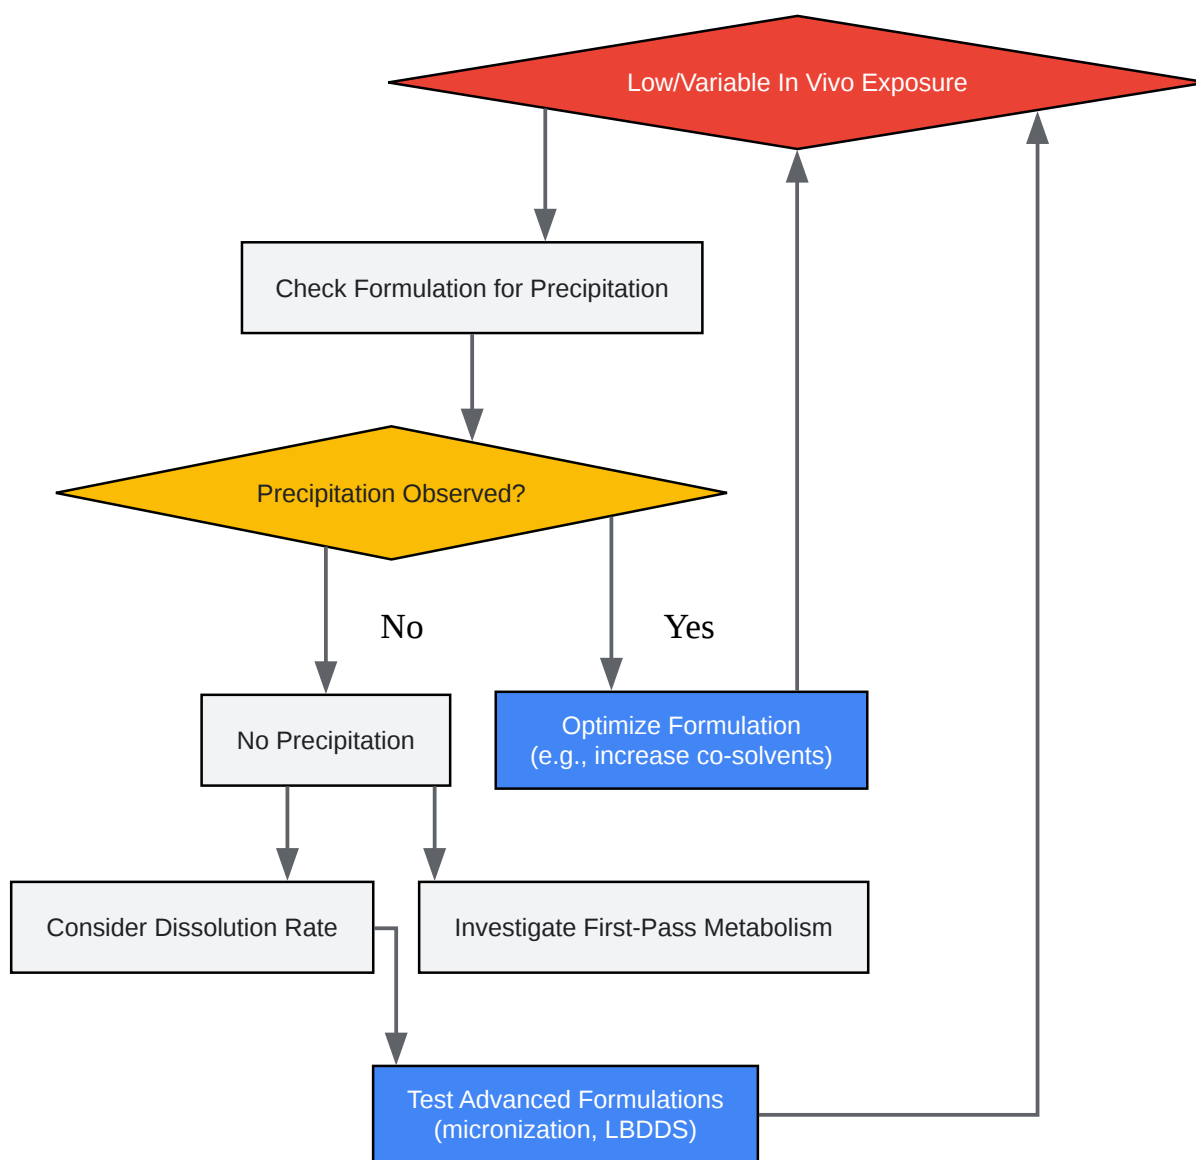 Low/Variable In Vivo Exposure
Check Formulation for Precipitation
Precipitation Observed?
No
Yes
No Precipitation
Optimize Formulation
(e.g., increase co-solvents)
Consider Dissolution Rate
Investigate First-Pass Metabolism
Test Advanced Formulations
(micronization, LBDDS)